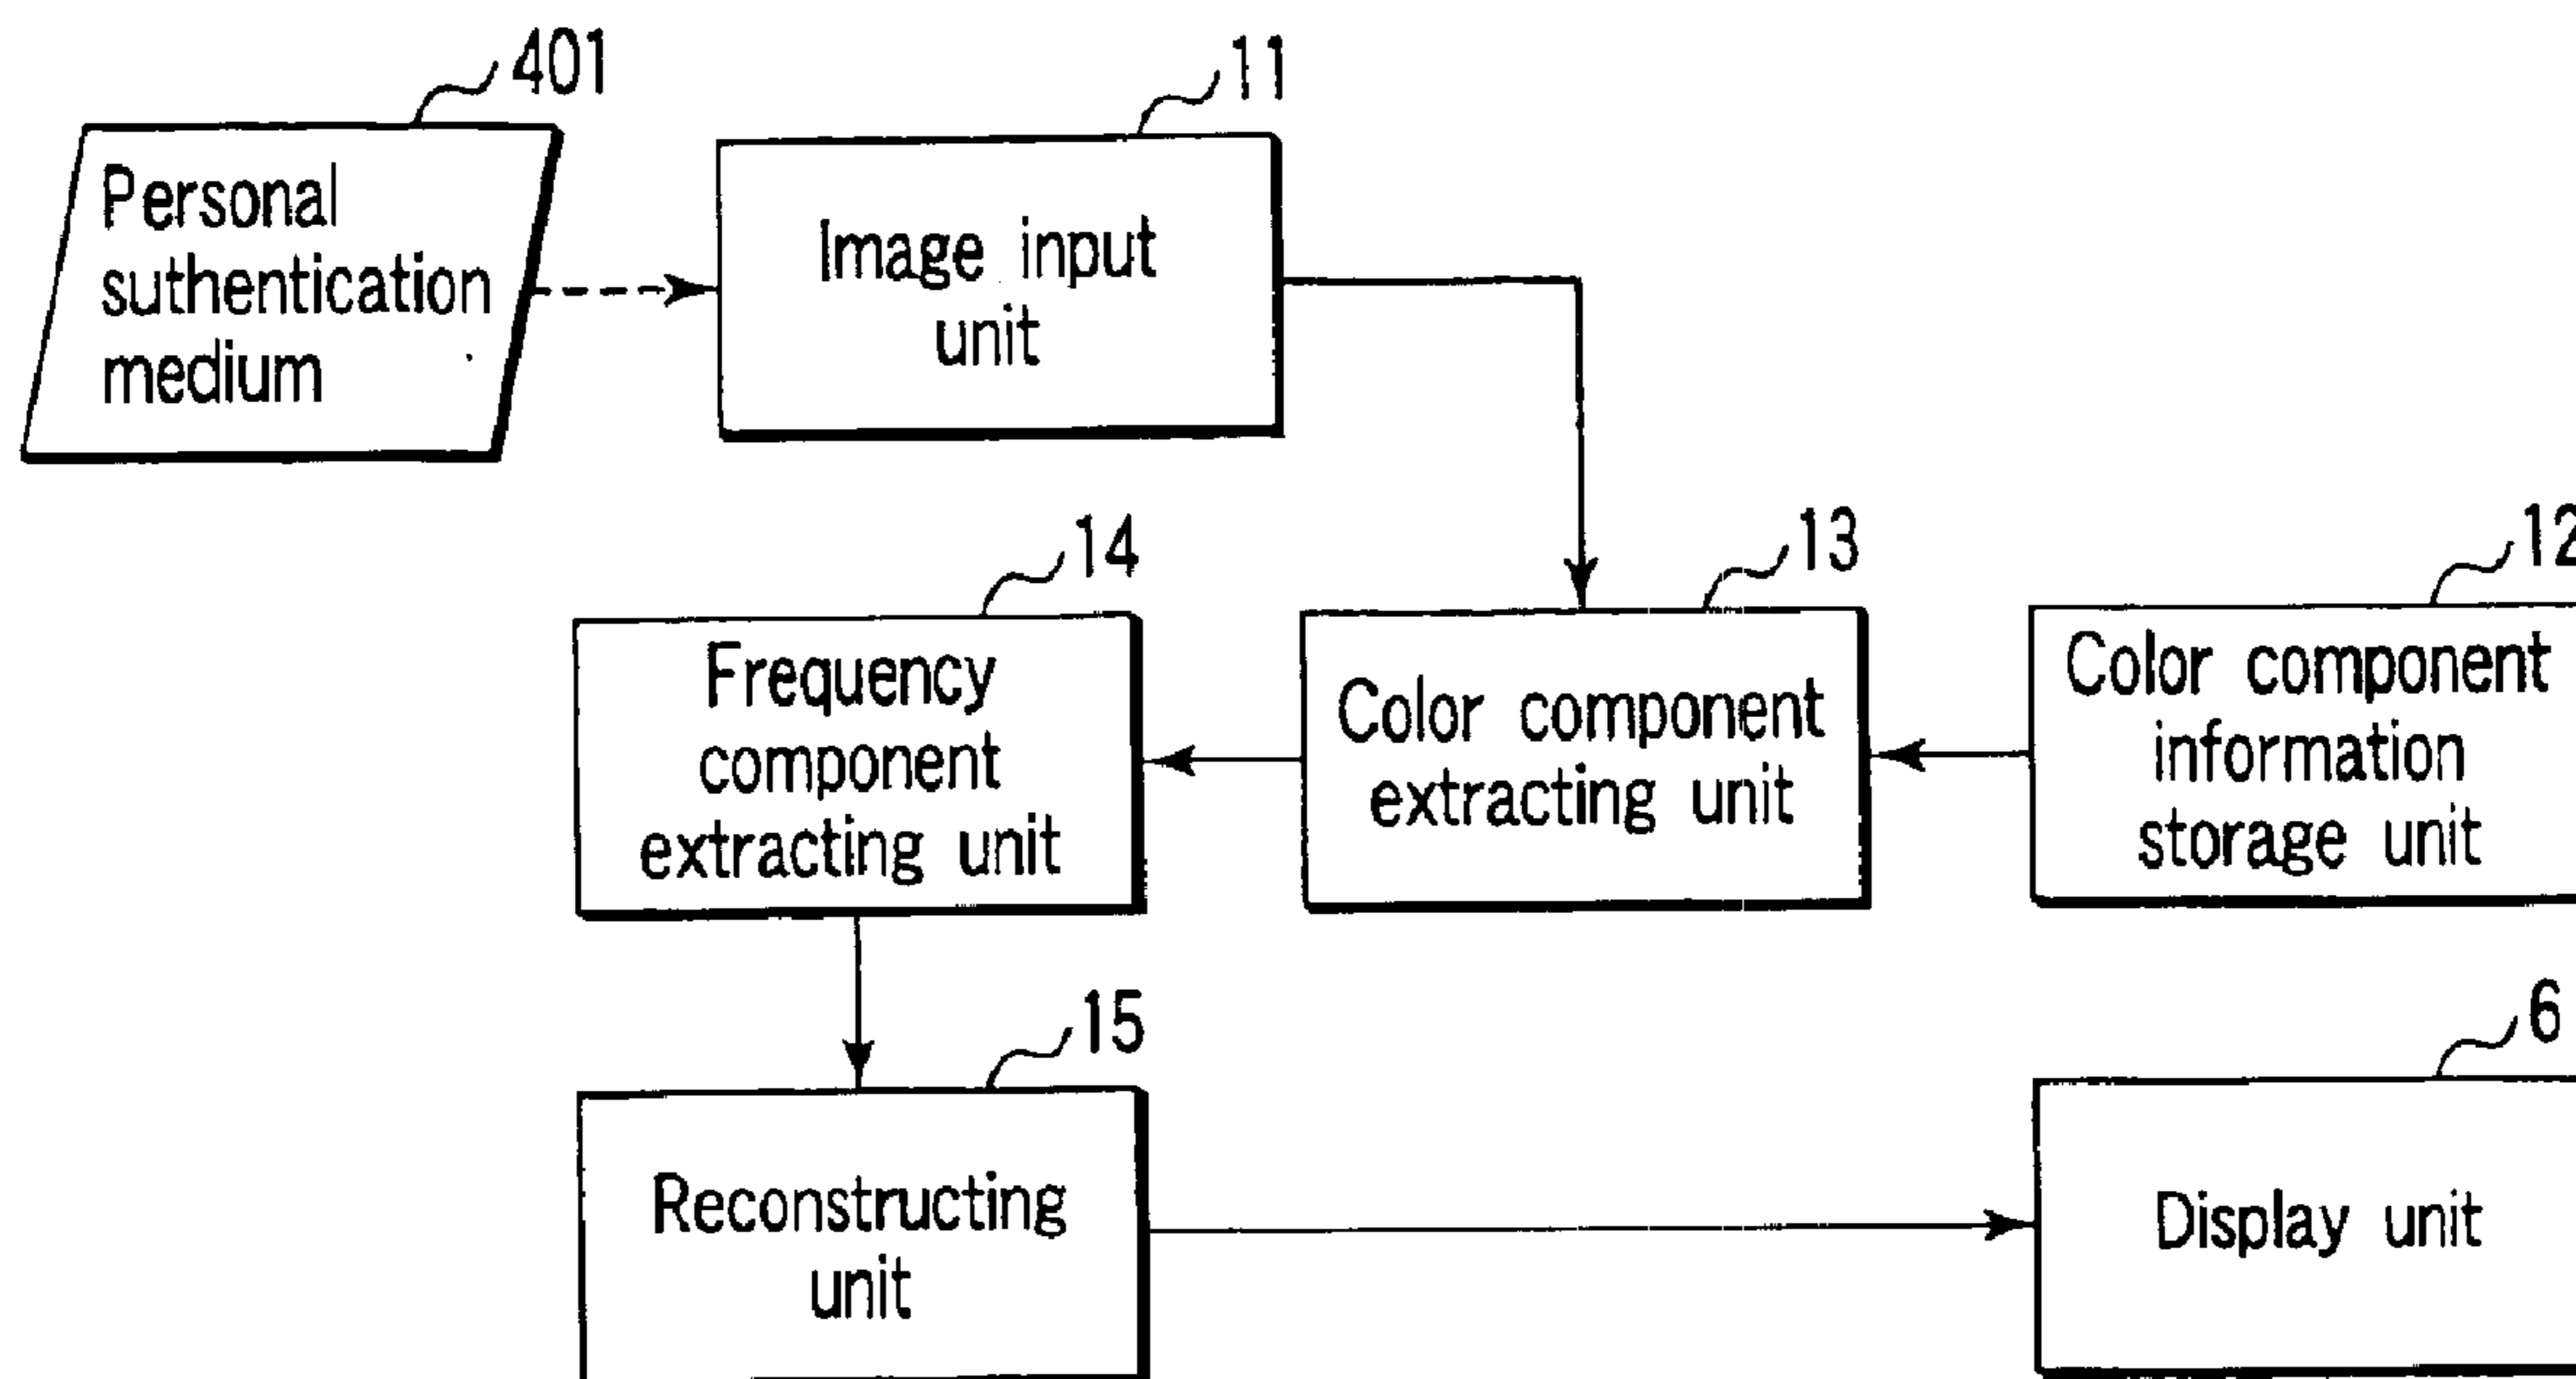 401
Personal
suthentication
medium
11
Image input
unit
14
Frequency
component
extracting unit
13
Color component
extracting unit
12
Color component
information
storage unit
15
Reconstructing
unit
6
Display unit